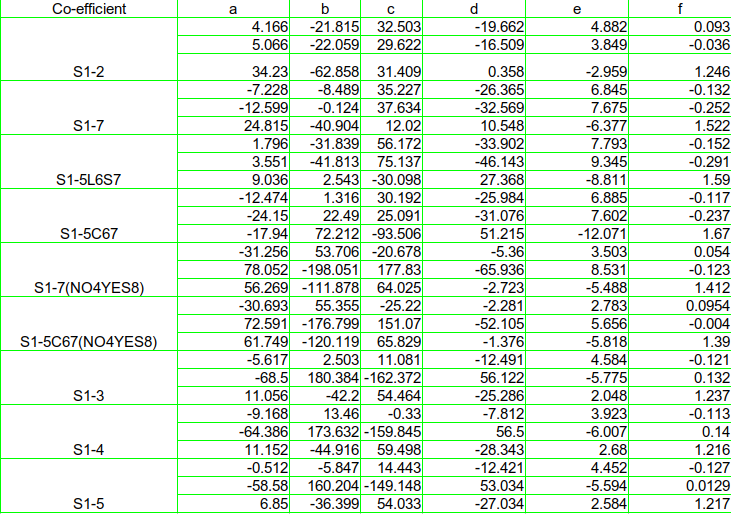 Co-efficient a b c d e f
4.166 -21.815 32.503 -19.662 4.882 0.093
5.066 -22.059 29.622 -16.509 3.849 -0.036
S1-2 34.23 -62.858 31.409 0.358 -2.959 1.246
-7.228 -8.489 35.227 -26.365 6.845 -0.132
-12.599 -0.124 37.634 -32.569 7.675 -0.252
S1-7 24.815 -40.904 12.02 10.548 -6.377 1.522
1.796 -31.839 56.172 -33.902 7.793 -0.152
3.551 -41.813 75.137 -46.143 9.345 -0.291
S1-5L6S7 9.036 2.543 -30.098 27.368 -8.811 1.59
-12.474 1.316 30.192 -25.984 6.885 -0.117
-24.15 22.49 25.091 -31.076 7.602 -0.237
S1-5C67 -17.94 72.212 -93.506 51.215 -12.071 1.67
-31.256 53.706 -20.678 -5.36 3.503 0.054
78.052 -198.051 177.83 -65.936 8.531 -0.123
S1-7(NO4YES8) 56.269 -111.878 64.025 -2.723 -5.488 1.412
-30.693 55.355 -25.22 -2.281 2.783 0.0954
72.591 -176.799 151.07 -52.105 5.656 -0.004
S1-5C67(NO4YES8) 61.749 -120.119 65.829 -1.376 -5.818 1.39
-5.617 2.503 11.081 -12.491 4.584 -0.121
-68.5 180.384 -162.372 56.122 -5.775 0.132
S1-3 11.056 -42.2 54.464 -25.286 2.048 1.237
-9.168 13.46 -0.33 -7.812 3.923 -0.113
-64.386 173.632 -159.845 56.5 -6.007 0.14
S1-4 11.152 -44.916 59.498 -28.343 2.68 1.216
-0.512 -5.847 14.443 -12.421 4.452 -0.127
-58.58 160.204 -149.148 53.034 -5.594 0.0129
S1-5 6.85 -36.399 54.033 -27.034 2.584 1.217